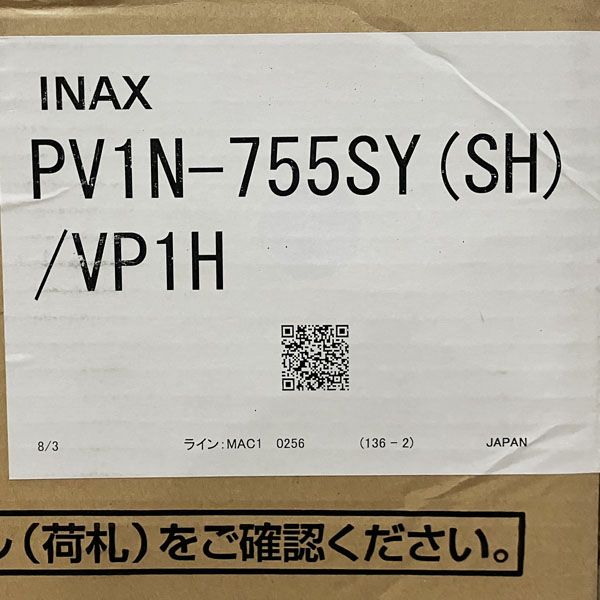 INAX
PV1N-755SY(SH)
/VP1H
8/3 ライン:MAC1 0256 (136-2) JAPAN
(荷札)をご確認ください。